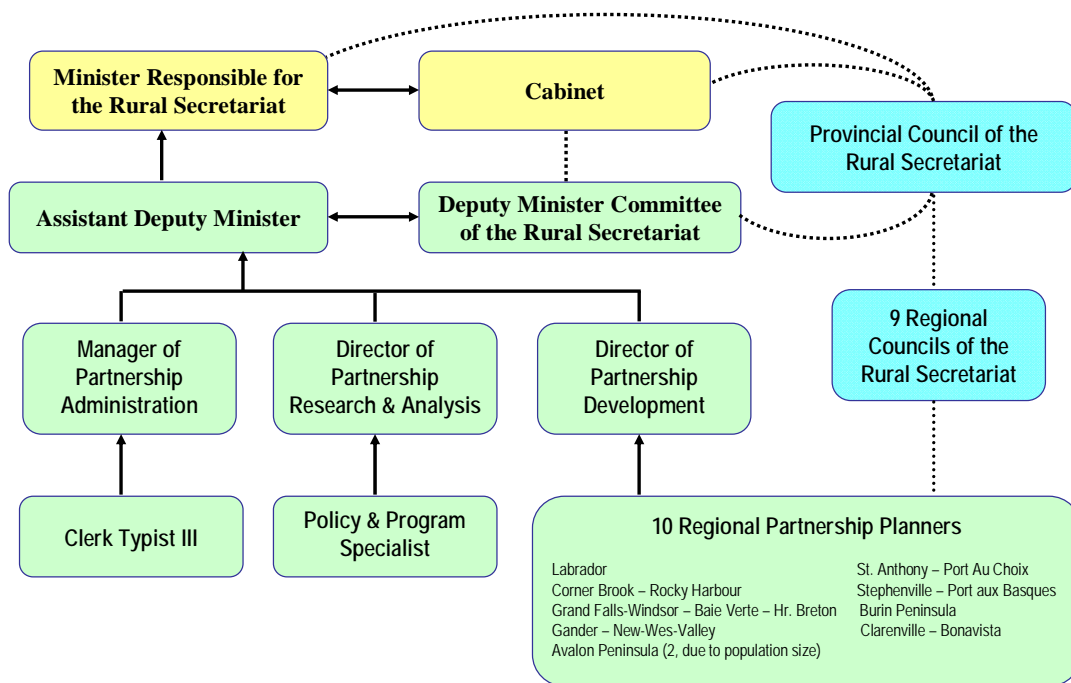 Minister Responsible for
the Rural Secretariat
Cabinet
Provincial Council of the
Rural Secretariat
Assistant Deputy Minister
Deputy Minister Committee
of the Rural Secretariat
9 Regional
Councils of the
Rural Secretariat
Manager of
Partnership
Administration
Director of
Partnership
Research & Analysis
Director of
Partnership
Development
Clerk Typist III
Policy & Program
Specialist
10 Regional Partnership Planners
Labrador
Corner Brook – Rocky Harbour
Grand Falls-Windsor – Baie Verte – Hr. Breton
Gander – New-Wes-Valley
Avalon Peninsula (2, due to population size)
St. Anthony – Port Au Choix
Stephenville – Port aux Basques
Burin Peninsula
Clarenville – Bonavista